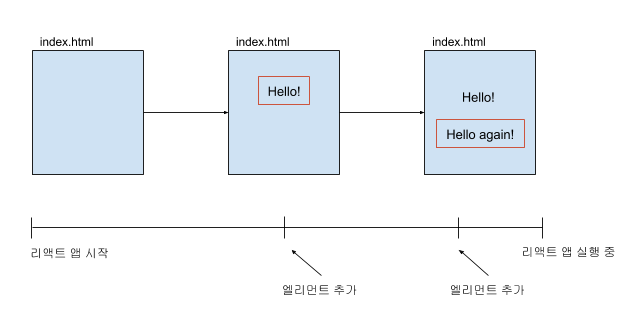 index.html
index.html
index.html
Hello!
Hello!
Hello again!
리액트 앱 시작
리액트 앱 실행 중
엘리먼트 추가
엘리먼트 추가